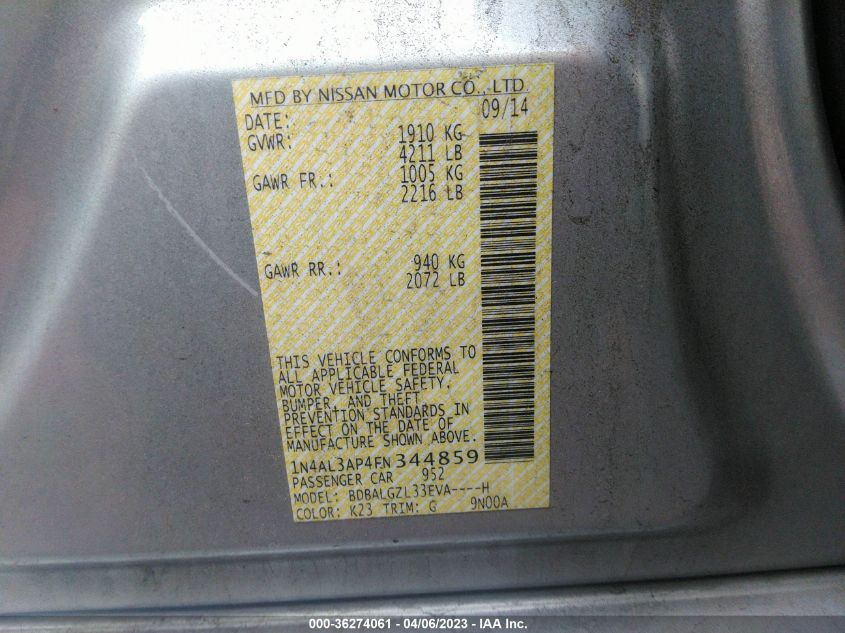 MFD BY NISSAN MOTOR CO., LTD.
DATE: 09/14
GVWR: 1910 KG
4211 LB
GAWR FR.: 1005 KG
2216 LB
GAWR RR.: 940 KG
2072 LB
THIS VEHICLE CONFORMS TO
ALL APPLICABLE FEDERAL
MOTOR VEHICLE SAFETY,
BUMPER, AND THEFT
PREVENTION STANDARDS IN
EFFECT ON THE DATE OF
MANUFACTURE SHOWN ABOVE.
1N4AL3AP4FN344859
PASSENGER CAR 952
MODEL: BDBALGZL33EVA----H
COLOR: K23 TRIM: G 9N00A
000-36274061 - 04/06/2023 - IAA Inc.